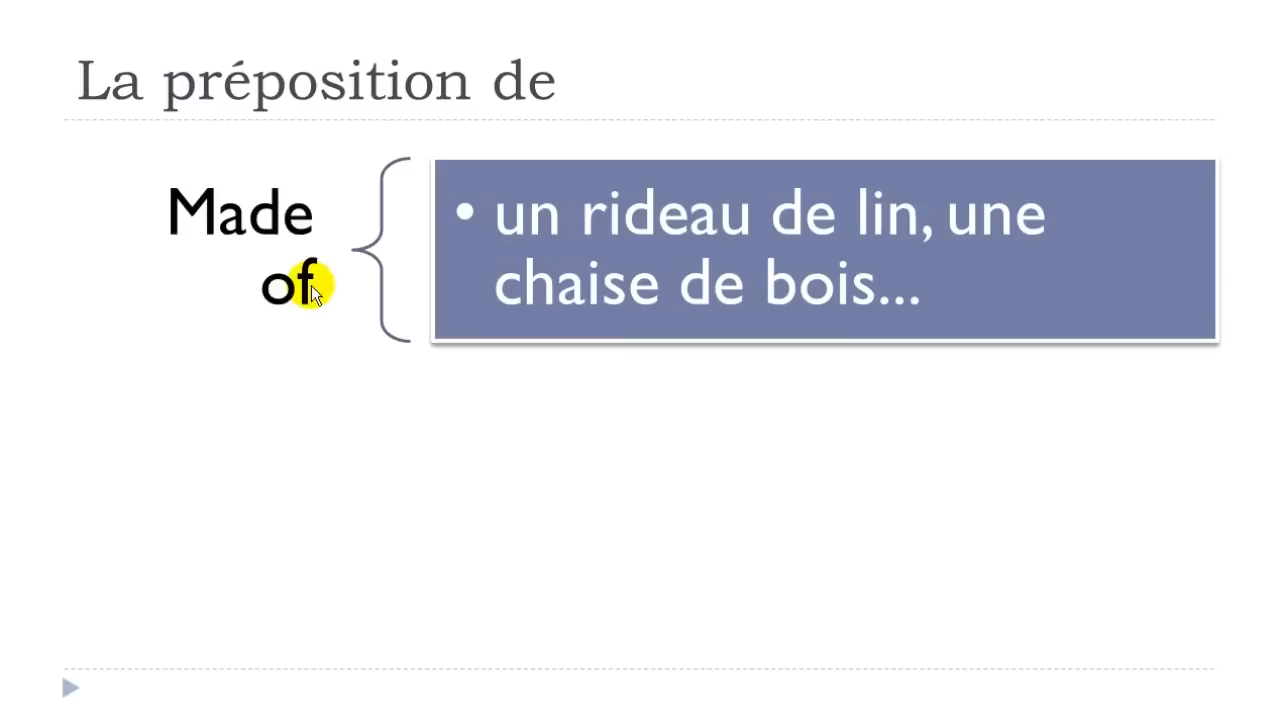 La préposition de
Made
of
• un rideau de lin, une
chaise de bois...